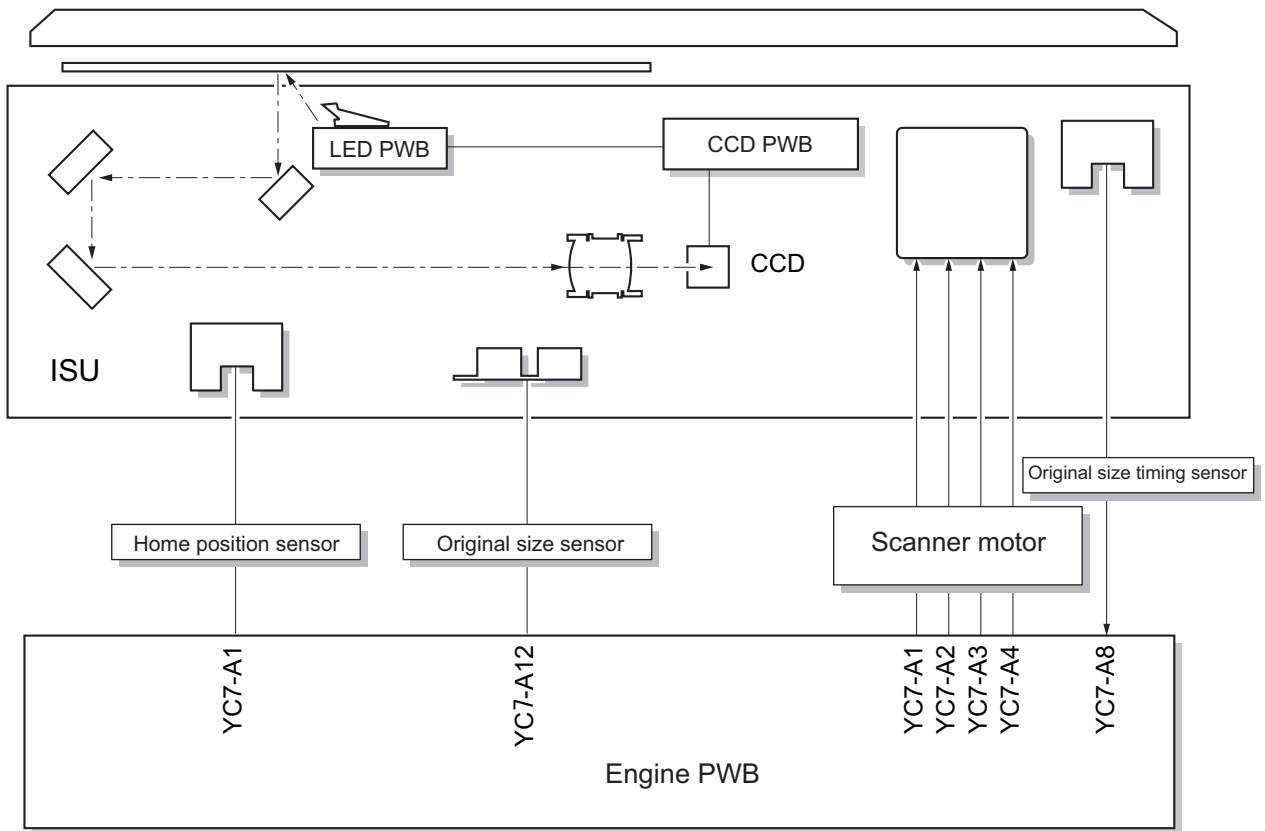 LED PWB
CCD PWB
CCD
ISU
Original size timing sensor
Home position sensor
Original size sensor
Scanner motor
YC7-A1
YC7-A12
YC7-A1
YC7-A2
YC7-A3
YC7-A4
YC7-A8
Engine PWB